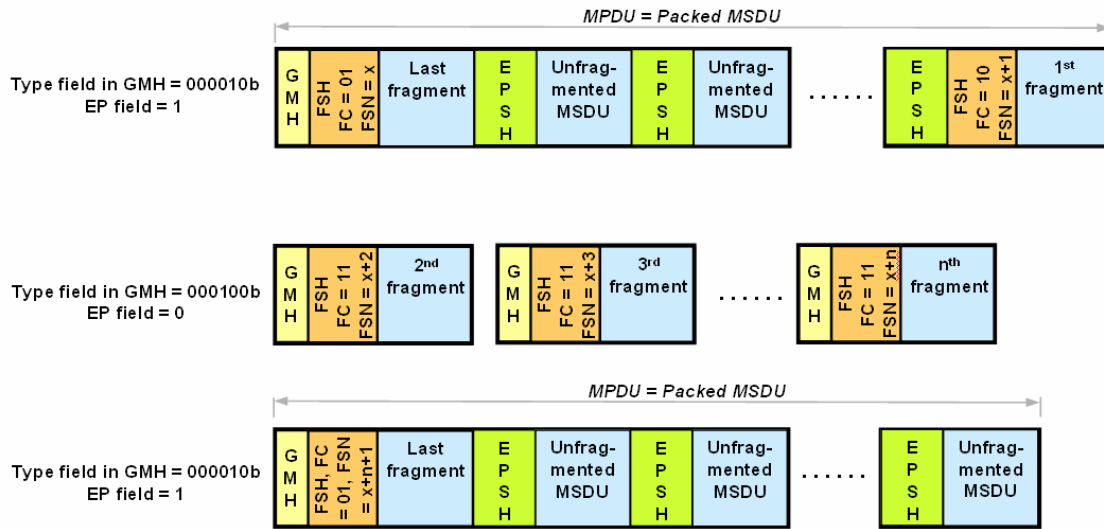 MPDU = Packed MSDU
Type field in GMH = 000010b
EP field = 1
G
M
H
FSH
FC = 01
FSN = x
Last
fragment
E
P
S
H
Unfrag-
mented
MSDU
E
P
S
H
Unfrag-
mented
MSDU
. . . . . .
E
P
S
H
FSH
FC = 10
FSN = x+1
1st
fragment
Type field in GMH = 000100b
EP field = 0
G
M
H
FSH
FC = 11
FSN = x+2
2nd
fragment
G
M
H
FSH
FC = 11
FSN = x+3
3rd
fragment
. . . . . .
G
M
H
FSH
FC = 11
FSN = x+n
nth
fragment
MPDU = Packed MSDU
Type field in GMH = 000010b
EP field = 1
G
M
H
FSH, FC
= 01, FSN
= x+n+1
Last
fragment
E
P
S
H
Unfrag-
mented
MSDU
E
P
S
H
Unfrag-
mented
MSDU
. . . . . .
E
P
S
H
Unfrag-
mented
MSDU